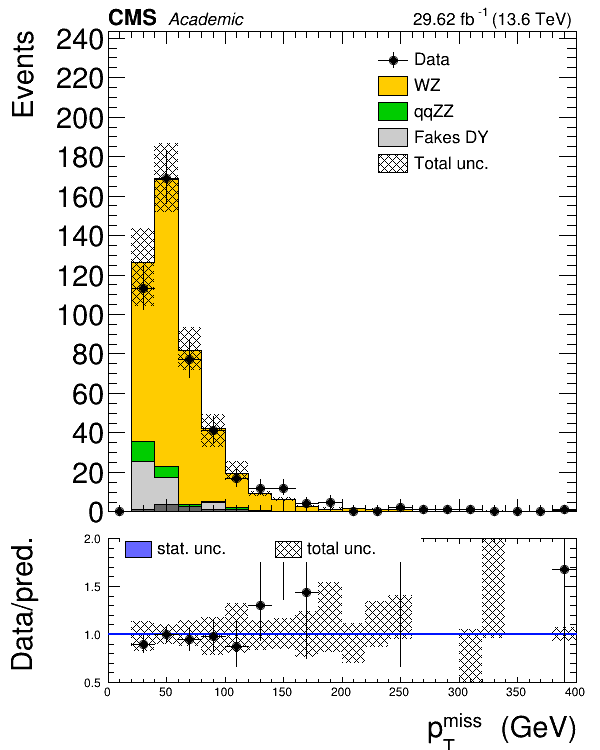 CMS Academic 29.62 fb⁻¹ (13.6 TeV)
Events
240
220
200
180
160
140
120
100
80
60
40
20
0
Data
WZ
qqZZ
Fakes DY
Total unc.
Data/pred.
2.0
1.5
1.0
0.5
stat. unc.
total unc.
0 50 100 150 200 250 300 350 400
p_T^miss (GeV)